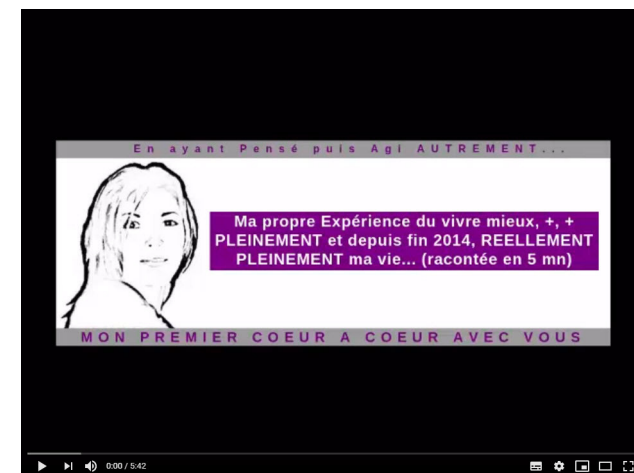 En ayant Pensé puis Agi AUTREMENT...
Ma propre Expérience du vivre mieux, +, +
PLEINEMENT et depuis fin 2014, REELLEMENT
PLEINEMENT ma vie... (racontée en 5 mn)
MON PREMIER COEUR A COEUR AVEC VOUS
0:00 / 5:42